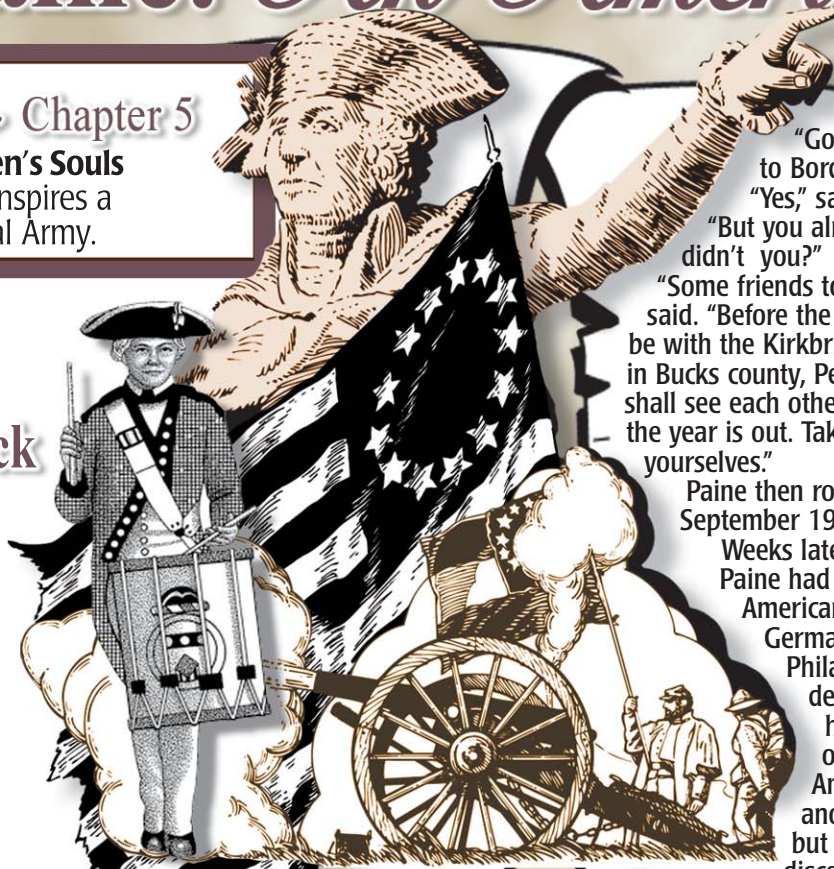 Chapter 5
en's Souls
nspires a
al Army.
ck
"Go
to Bord
"Yes," sa
"But you alr
didn't you?"
"Some friends to
said. "Before the
be with the Kirkbr
in Bucks county, Pe
shall see each othe
the year is out. Tak
yourselves."
Paine then ro
September 19
Weeks late
Paine had
American
Germa
Phila
de
h
o
Ar
and
but